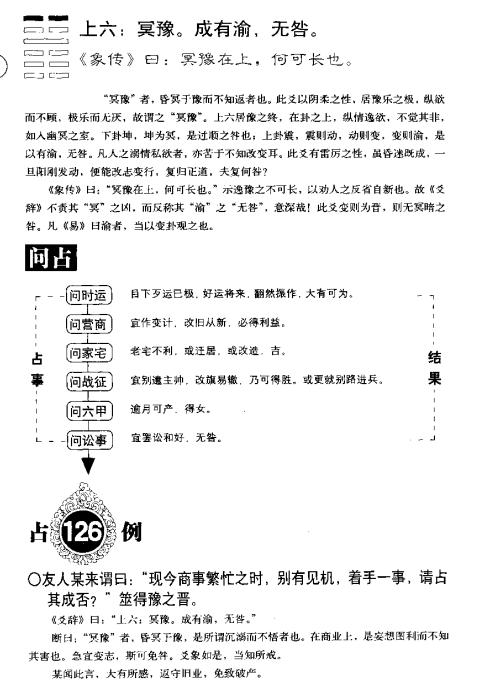 上六：冥豫。成有渝，无咎。
《象传》曰：冥豫在上，何可长也。
“冥豫”者，昏冥于豫而不知返者也。此爻以阴柔之性，居豫乐之极，纵欲
而不顾，极乐而无厌，故谓之“冥豫”。上六居豫之终，在卦之上，纵情逸欲，不觉其非，
如入幽冥之室。下卦坤，坤为冥，是过顺之咎也；上卦震，震则动，动则变，变则渝，是
以有渝，无咎。凡人之溺情私欲者，亦苦于不知改变耳。此爻有雷厉之性，虽昏迷既成，一
旦阳刚发动，便能改志变行，复归正道，夫复何咎？
《象传》曰：“冥豫在上，何可长也。”示逸豫之不可长，以劝人之反省自新也。故《爻
辞》不责其“冥”之凶，而反称其“渝”之“无咎”，意深哉！此爻变则为晋，则无冥暗之
咎。凡《易》曰渝者，当以变卦观之也。
问占
占事
问时运 目下歹运已极，好运将来，翻然振作，大有可为。
问营商 宜作变计，改旧从新，必得利益。
问家宅 老宅不利，或迁居，或改造，吉。
问战征 宜别遣主帅，改旗易辙，乃可得胜。或更就别路进兵。
问六甲 逾月可产，得女。
问讼事 宜罢讼和好，无咎。
结果
占126例
〇友人某来谓曰：“现今商事繁忙之时，别有见机，着手一事，请占
其成否？”筮得豫之晋。
《爻辞》曰：“上六：冥豫。成有渝，无咎。”
断曰：“冥豫”者，昏冥于豫，是所谓沉溺而不悟者也。在商业上，是妄想图利而不知
其害也。急宜变志，斯可免咎。爻象如是，当知所戒。
某闻此言，大有所感，返守旧业，免致破产。